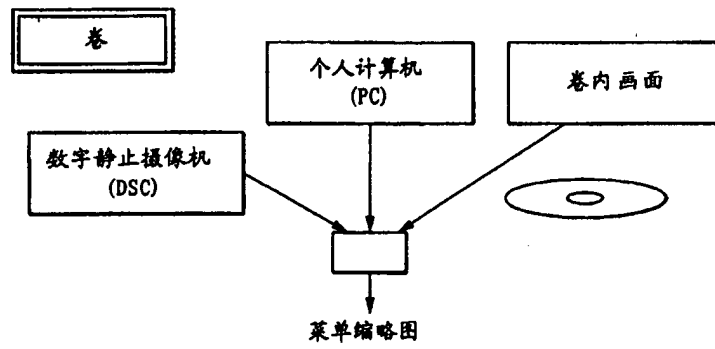 卷
个人计算机
(PC)
卷内画面
数字静止摄像机
(DSC)
菜单缩略图